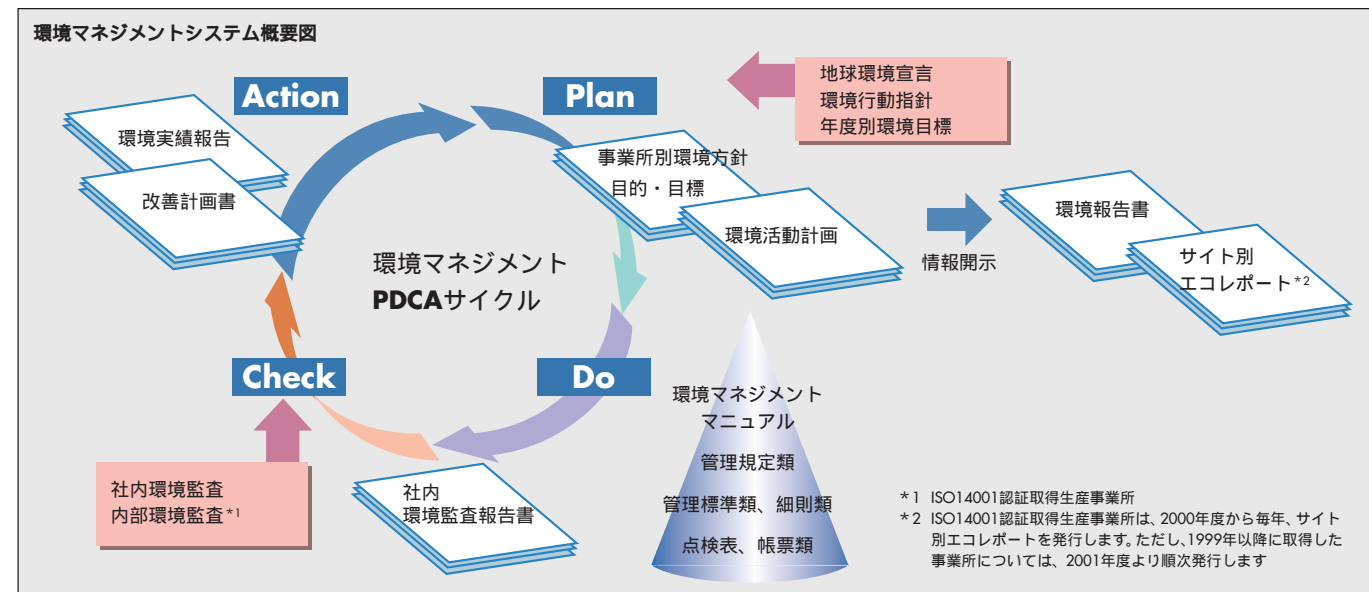 環境マネジメントシステム概要図
Action
Plan
地球環境宣言
環境行動指針
年度別環境目標
環境実績報告
改善計画書
事業所別環境方針
目的・目標
環境活動計画
情報開示
環境報告書
サイト別
エコレポート*2
環境マネジメント
PDCAサイクル
Check
Do
社内環境監査
内部環境監査*1
社内
環境監査報告書
環境マネジメント
マニュアル
管理規定類
管理標準類、細則類
点検表、帳票類
*1 ISO14001認証取得生産事業所
*2 ISO14001認証取得生産事業所は、2000年度から毎年、サイト
別エコレポートを発行します。ただし、1999年以降に取得した
事業所については、2001年度より順次発行します